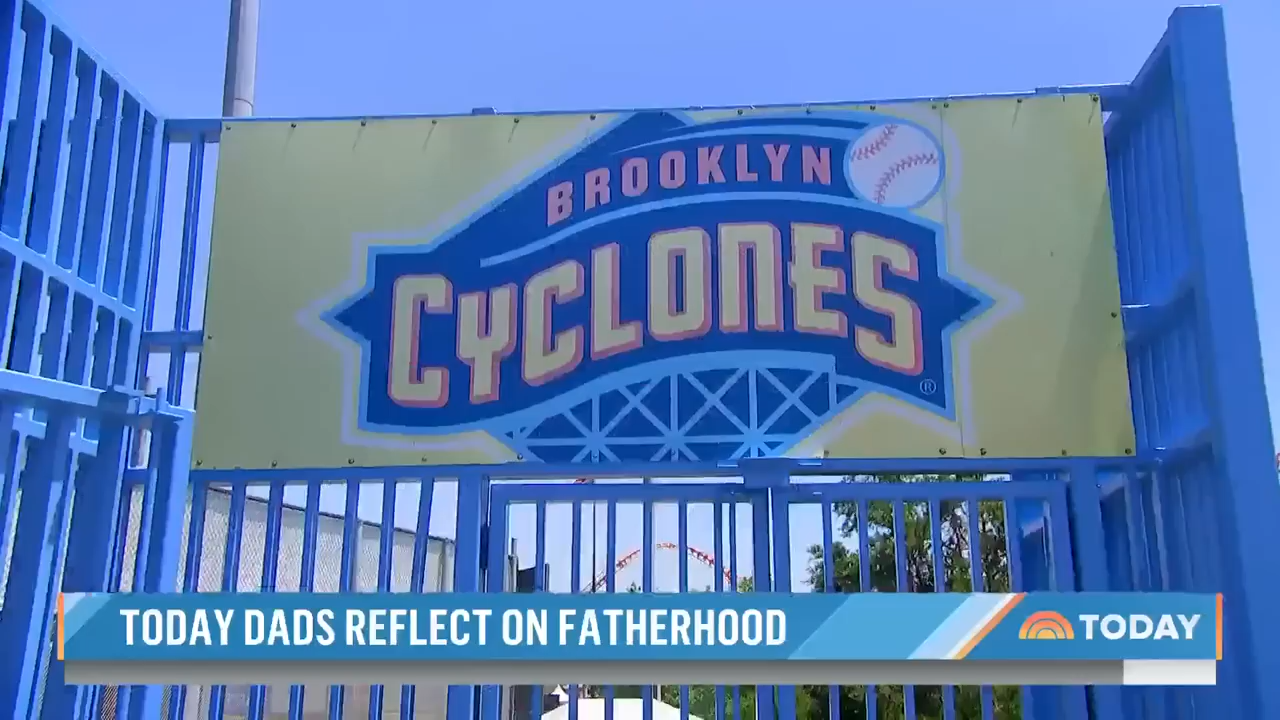 BROOKLYN
CYCLONES
®
TODAY DADS REFLECT ON FATHERHOOD
TODAY